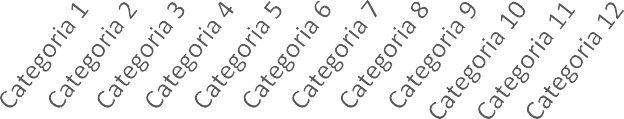 Categoria 1
Categoria 2
Categoria 3
Categoria 4
Categoria 5
Categoria 6
Categoria 7
Categoria 8
Categoria 9
Categoria 10
Categoria 11
Categoria 12